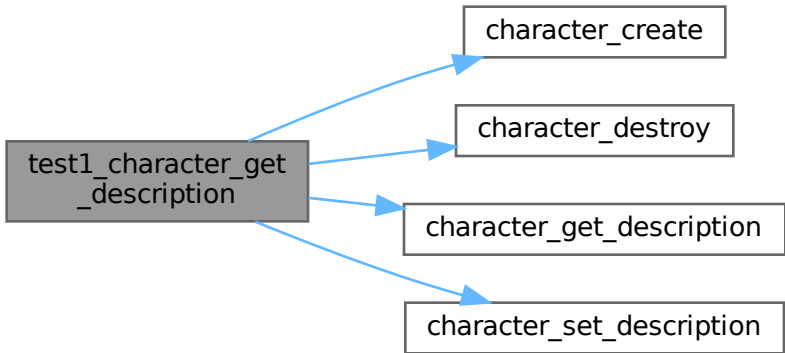 character_create
character_destroy
test1_character_get
_description
character_get_description
character_set_description